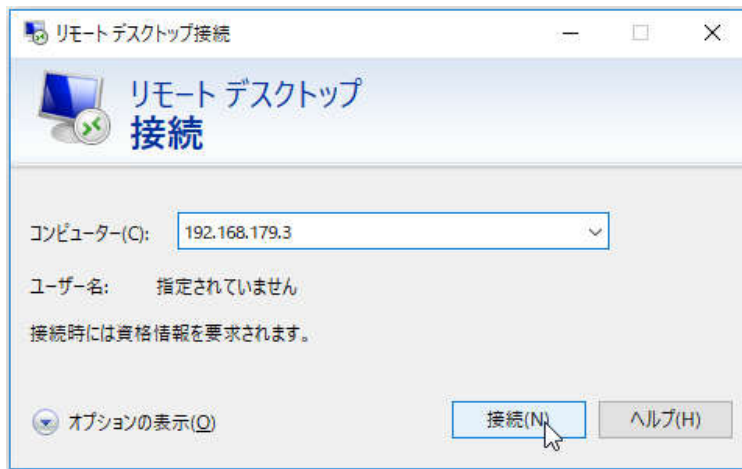 リモート デスクトップ接続
リモート デスクトップ
接続
コンピューター(C): 192.168.179.3
ユーザー名: 指定されていません
接続時には資格情報を要求されます。
オプションの表示(O) 接続(N) ヘルプ(H)